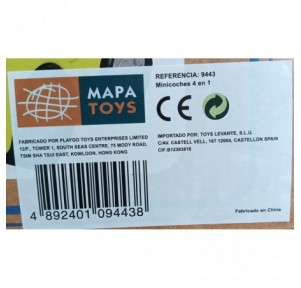 MAPA
TOYS
REFERENCIA: 9443
Minicoches 4 en 1
CE
FABRICADO POR PLAYGO TOYS ENTERPRISES LIMITED
12/F., TOWER 1, SOUTH SEAS CENTRE, 75 MODY ROAD,
TSIM SHA TSUI EAST, KOWLOON, HONG KONG
IMPORTADO POR: TOYS LEVANTE, S.L.
C/AV. CASTELL VELL, 167 12004, CASTELLON SPAIN
CIF:B12383618
4 892401 094438
Fabricado en China